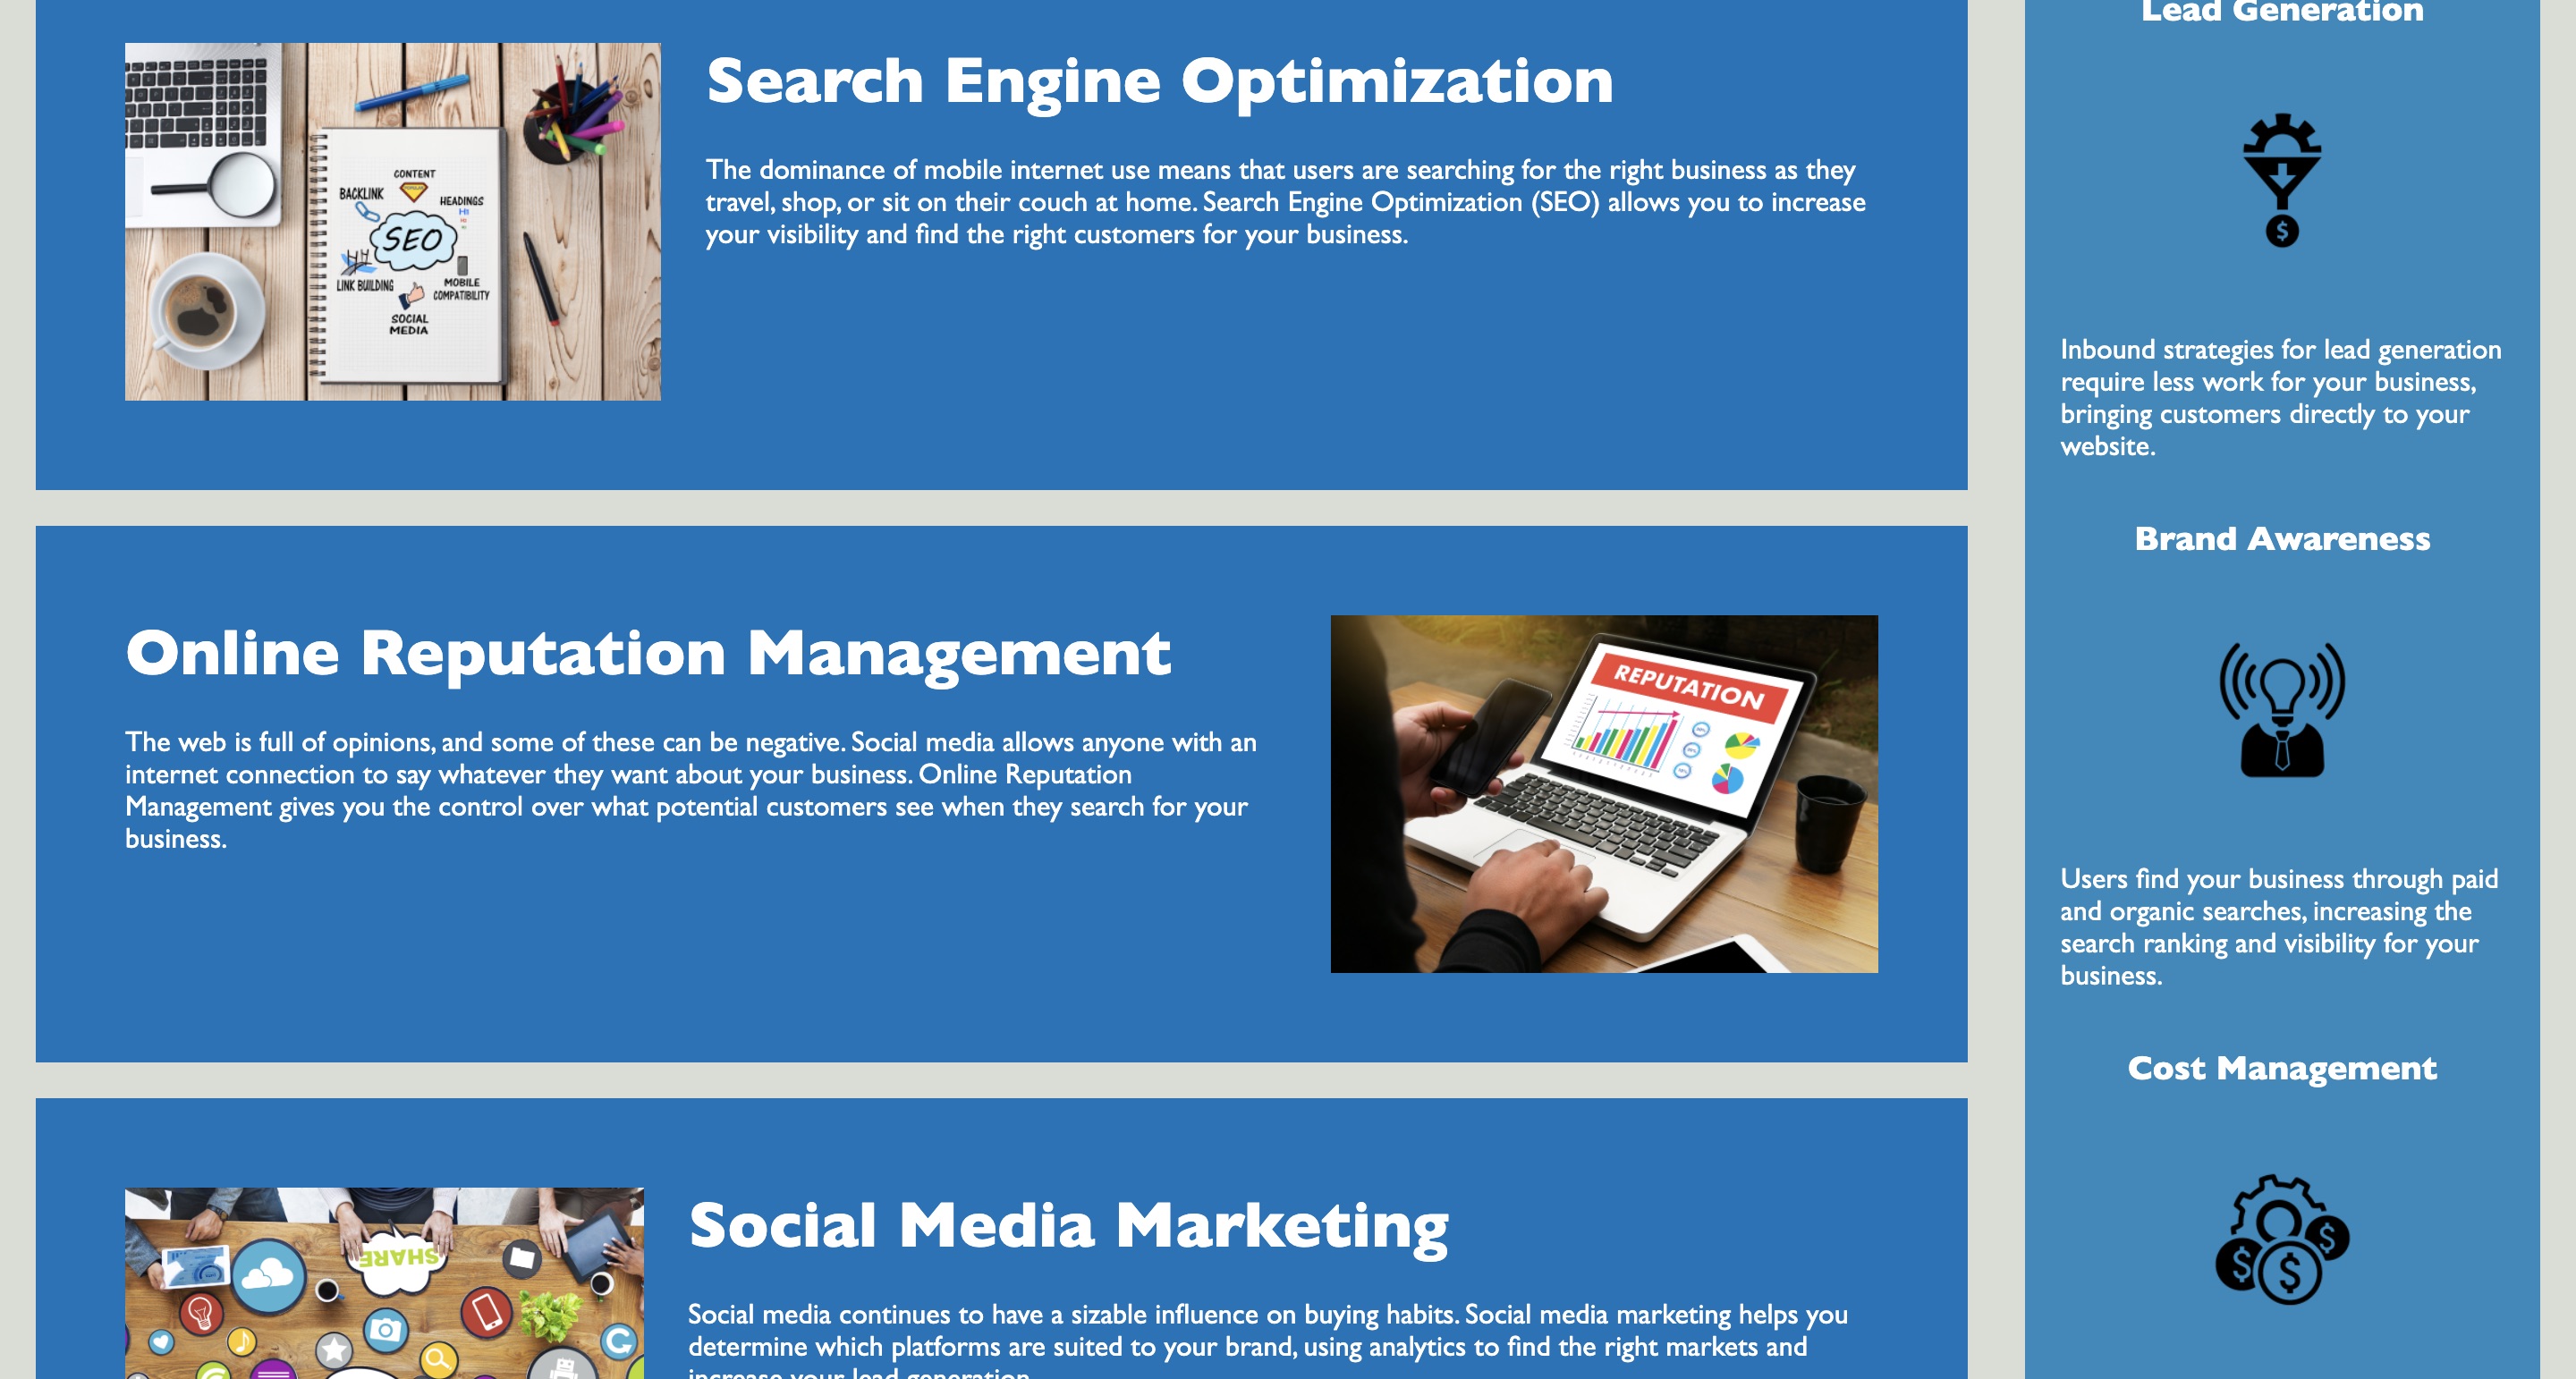 Search Engine Optimization
The dominance of mobile internet use means that users are searching for the right business as they
travel, shop, or sit on their couch at home. Search Engine Optimization (SEO) allows you to increase
your visibility and find the right customers for your business.
CONTENT
BACKLINK
HEADINGS
H1
SEO
LINK BUILDING
MOBILE
COMPATIBILITY
SOCIAL
MEDIA
Online Reputation Management
The web is full of opinions, and some of these can be negative. Social media allows anyone with an
internet connection to say whatever they want about your business. Online Reputation
Management gives you the control over what potential customers see when they search for your
business.
REPUTATION
Social Media Marketing
Social media continues to have a sizable influence on buying habits. Social media marketing helps you
determine which platforms are suited to your brand, using analytics to find the right markets and
increase your lead generation.
SHARE
Lead Generation
$
Inbound strategies for lead generation
require less work for your business,
bringing customers directly to your
website.
Brand Awareness
Users find your business through paid
and organic searches, increasing the
search ranking and visibility for your
business.
Cost Management
$ $ $